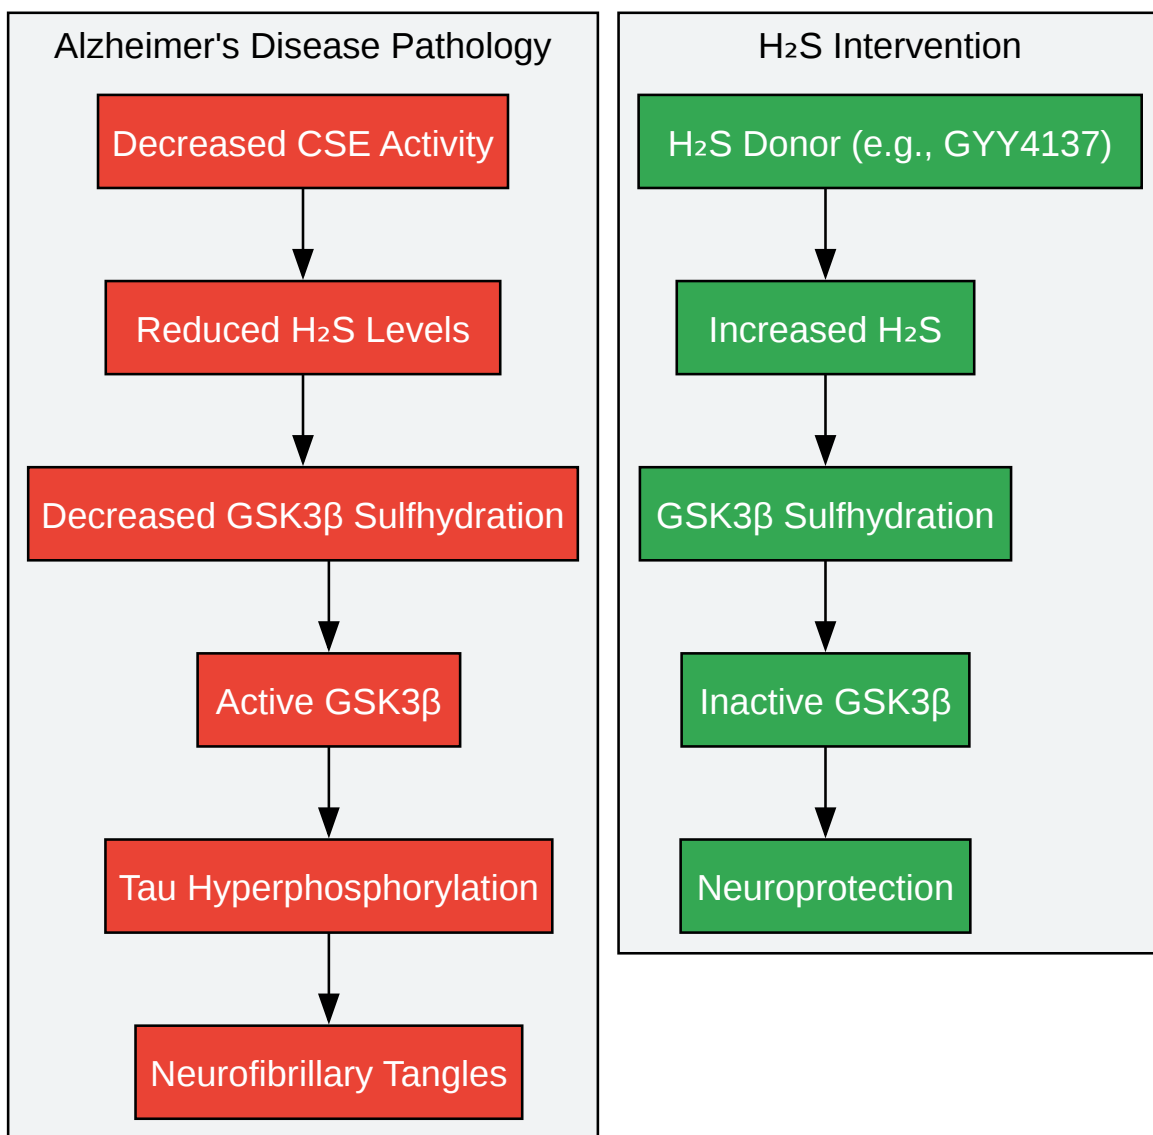 Alzheimer's Disease Pathology
Decreased CSE Activity
Reduced H₂S Levels
Decreased GSK3β Sulfhydration
Active GSK3β
Tau Hyperphosphorylation
Neurofibrillary Tangles
H₂S Intervention
H₂S Donor (e.g., GYY4137)
Increased H₂S
GSK3β Sulfhydration
Inactive GSK3β
Neuroprotection